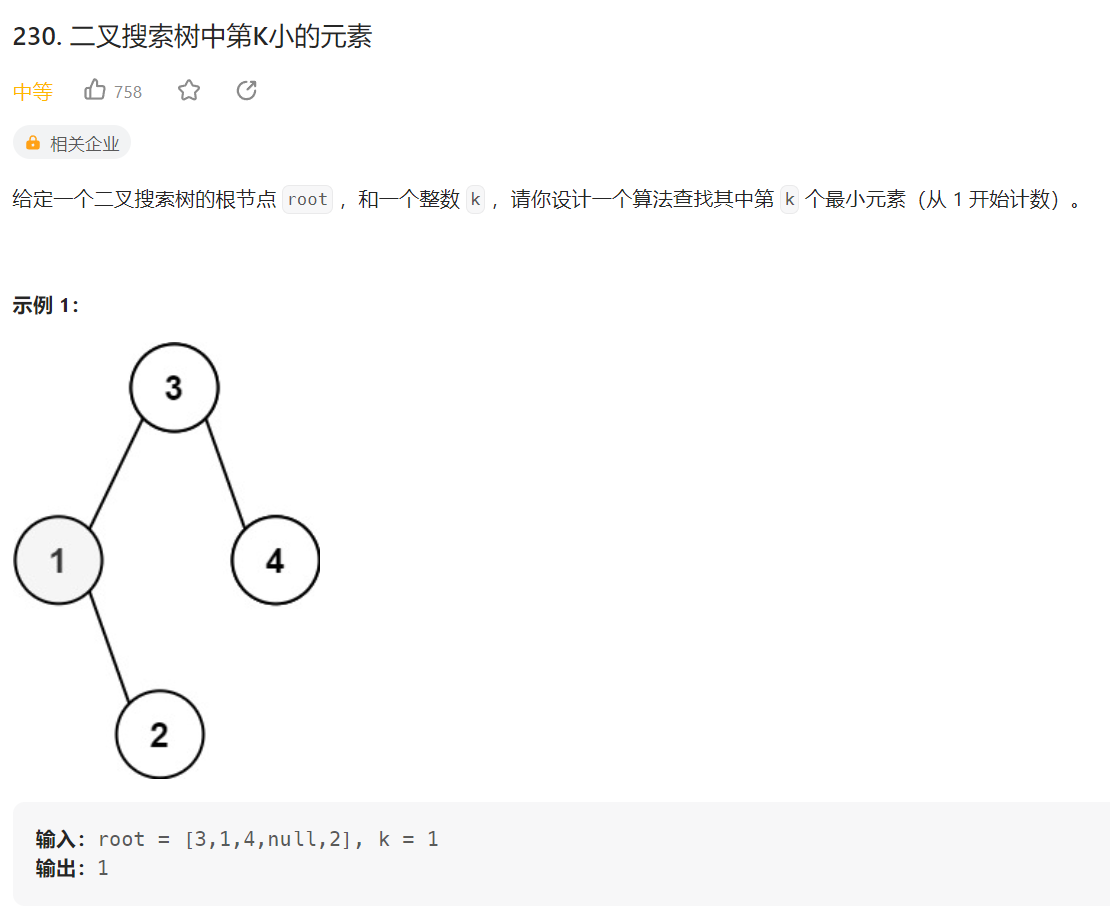 230. 二叉搜索树中第K小的元素
中等 758
相关企业
给定一个二叉搜索树的根节点 root ，和一个整数 k ，请你设计一个算法查找其中第 k 个最小元素（从 1 开始计数）。
示例 1：
3
1 4
2
输入：root = [3,1,4,null,2], k = 1
输出：1